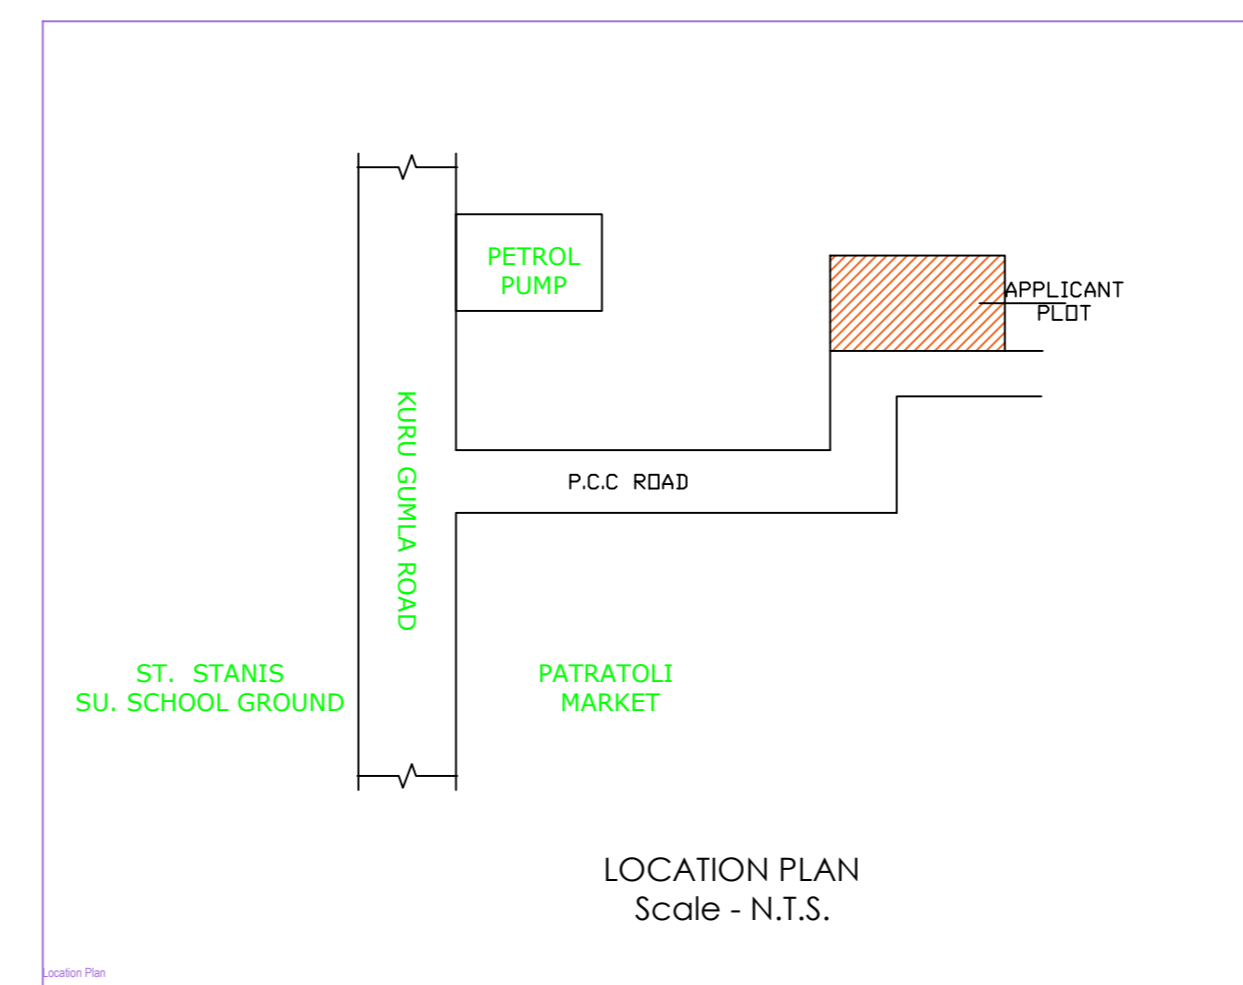 PETROL
PUMP
APPLICANT
PLOT
KURU GUMLA ROAD
P.C.C ROAD
ST. STANIS
SU. SCHOOL GROUND
PATRATOLI
MARKET
LOCATION PLAN
Scale - N.T.S.
Location Plan